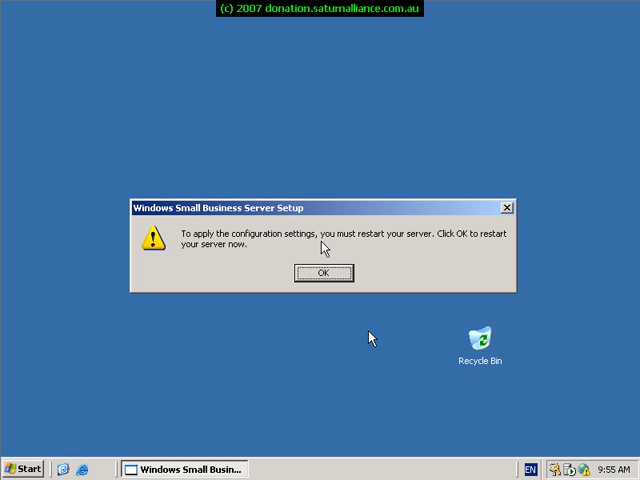 (c) 2007 donation.saturnalliance.com.au
Windows Small Business Server Setup
To apply the configuration settings, you must restart your server. Click OK to restart
your server now.
OK
Recycle Bin
Start
Windows Small Busin...
EN
9:55 AM